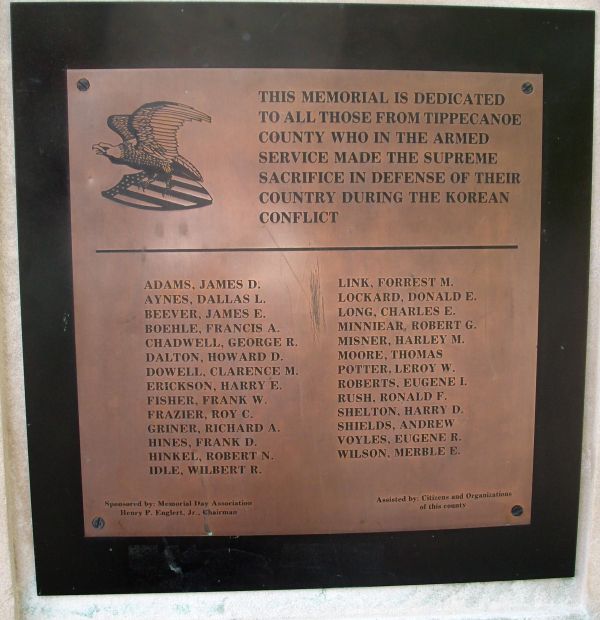 THIS MEMORIAL IS DEDICATED
TO ALL THOSE FROM TIPPECANOE
COUNTY WHO IN THE ARMED
SERVICE MADE THE SUPREME
SACRIFICE IN DEFENSE OF THEIR
COUNTRY DURING THE KOREAN
CONFLICT
ADAMS, JAMES D.
AYNES, DALLAS L.
BEEVER, JAMES E.
BOEHLE, FRANCIS A.
CHADWELL, GEORGE R.
DALTON, HOWARD D.
DOWELL, CLARENCE M.
ERICKSON, HARRY E.
FISHER, FRANK W.
FRAZIER, ROY C.
GRINER, RICHARD A.
HINES, FRANK D.
HINKEL, ROBERT N.
IDLE, WILBERT R.
LINK, FORREST M.
LOCKARD, DONALD E.
LONG, CHARLES E.
MINNIEAR, ROBERT G.
MISNER, HARLEY M.
MOORE, THOMAS
POTTER, LEROY W.
ROBERTS, EUGENE I.
RUSH, RONALD F.
SHELTON, HARRY D.
SHIELDS, ANDREW
VOYLES, EUGENE R.
WILSON, MERBLE E.
Sponsored by: Memorial Day Association
Henry P. Englert, Jr., Chairman
Assisted by: Citizens and Organizations
of this county